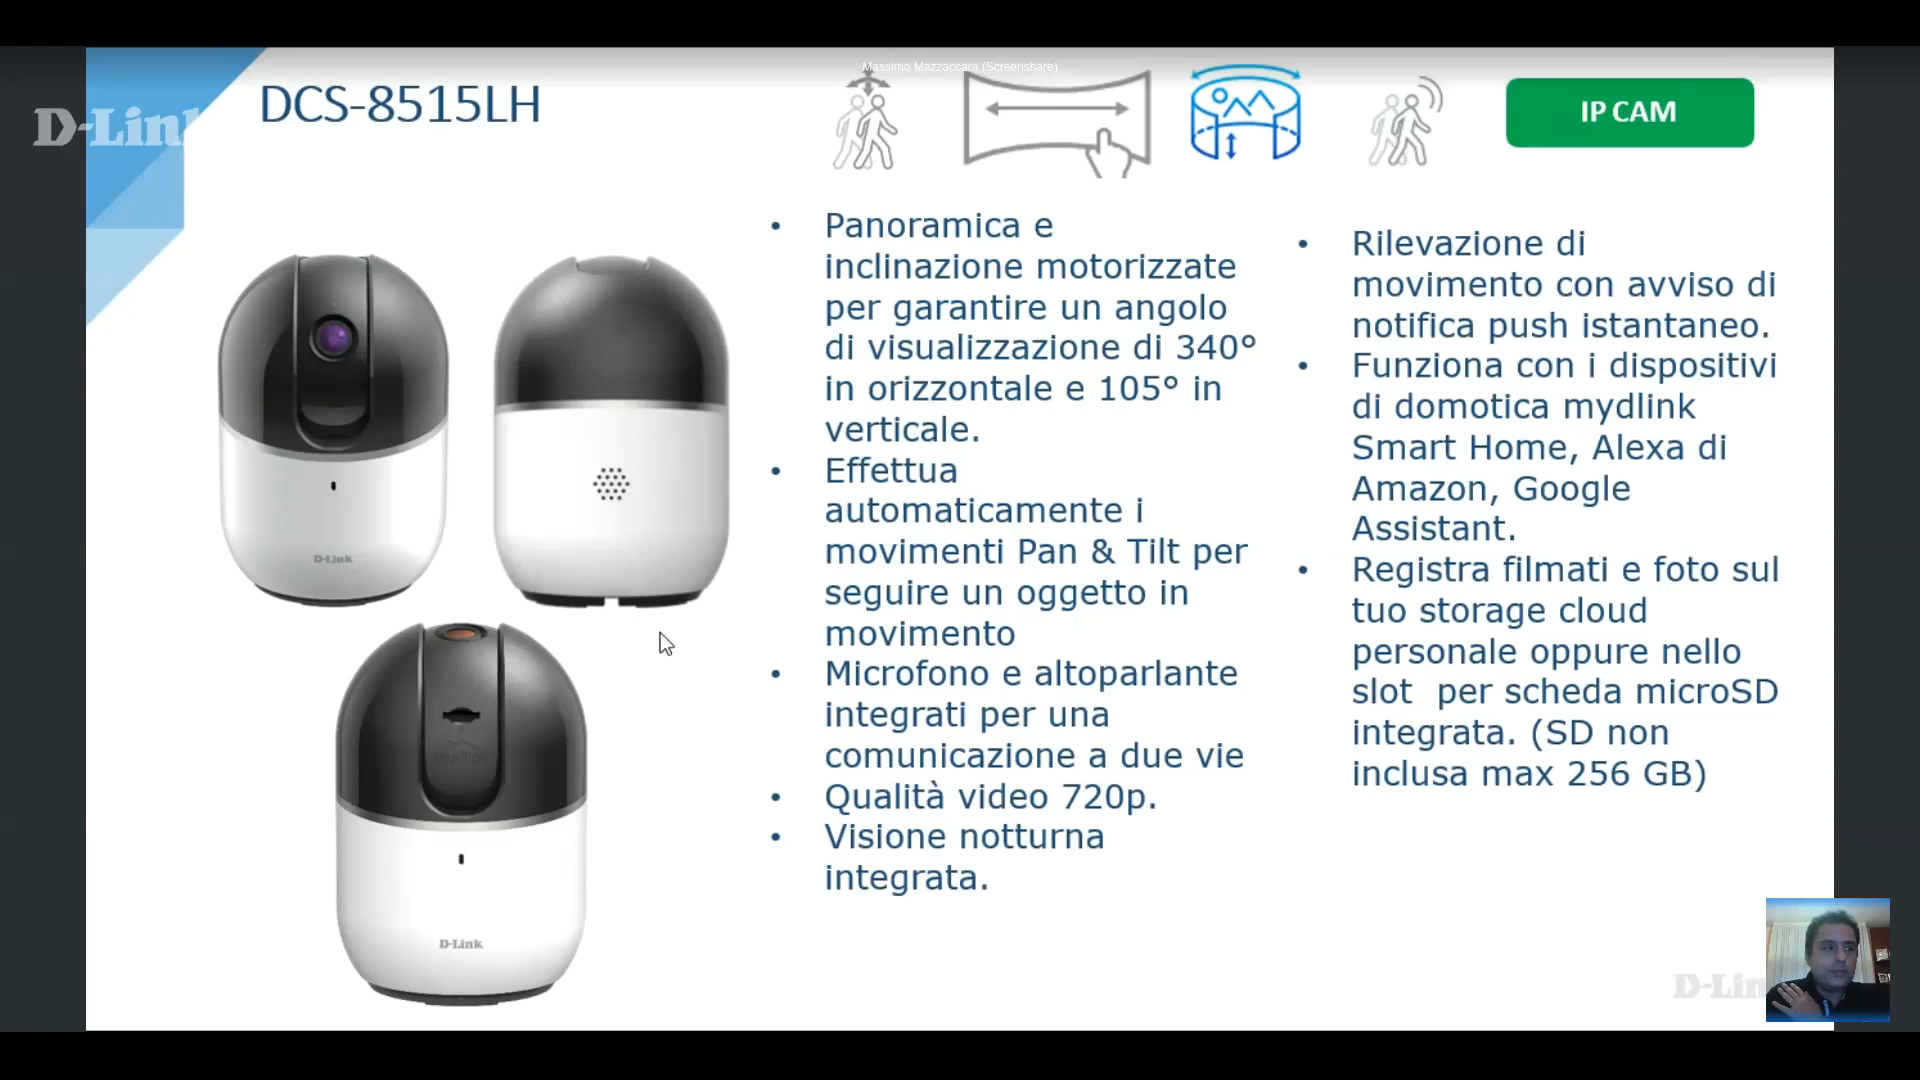 Massimo Mazzaccara (Screenshare)
D-Link
DCS-8515LH
IP CAM
• Panoramica e
inclinazione motorizzate
per garantire un angolo
di visualizzazione di 340°
in orizzontale e 105° in
verticale.
• Effettua
automaticamente i
movimenti Pan & Tilt per
seguire un oggetto in
movimento
• Microfono e altoparlante
integrati per una
comunicazione a due vie
• Qualità video 720p.
• Visione notturna
integrata.
• Rilevazione di
movimento con avviso di
notifica push istantaneo.
• Funziona con i dispositivi
di domotica mydlink
Smart Home, Alexa di
Amazon, Google
Assistant.
• Registra filmati e foto sul
tuo storage cloud
personale oppure nello
slot  per scheda microSD
integrata. (SD non
inclusa max 256 GB)
D-Link
D-Link
D-Lin